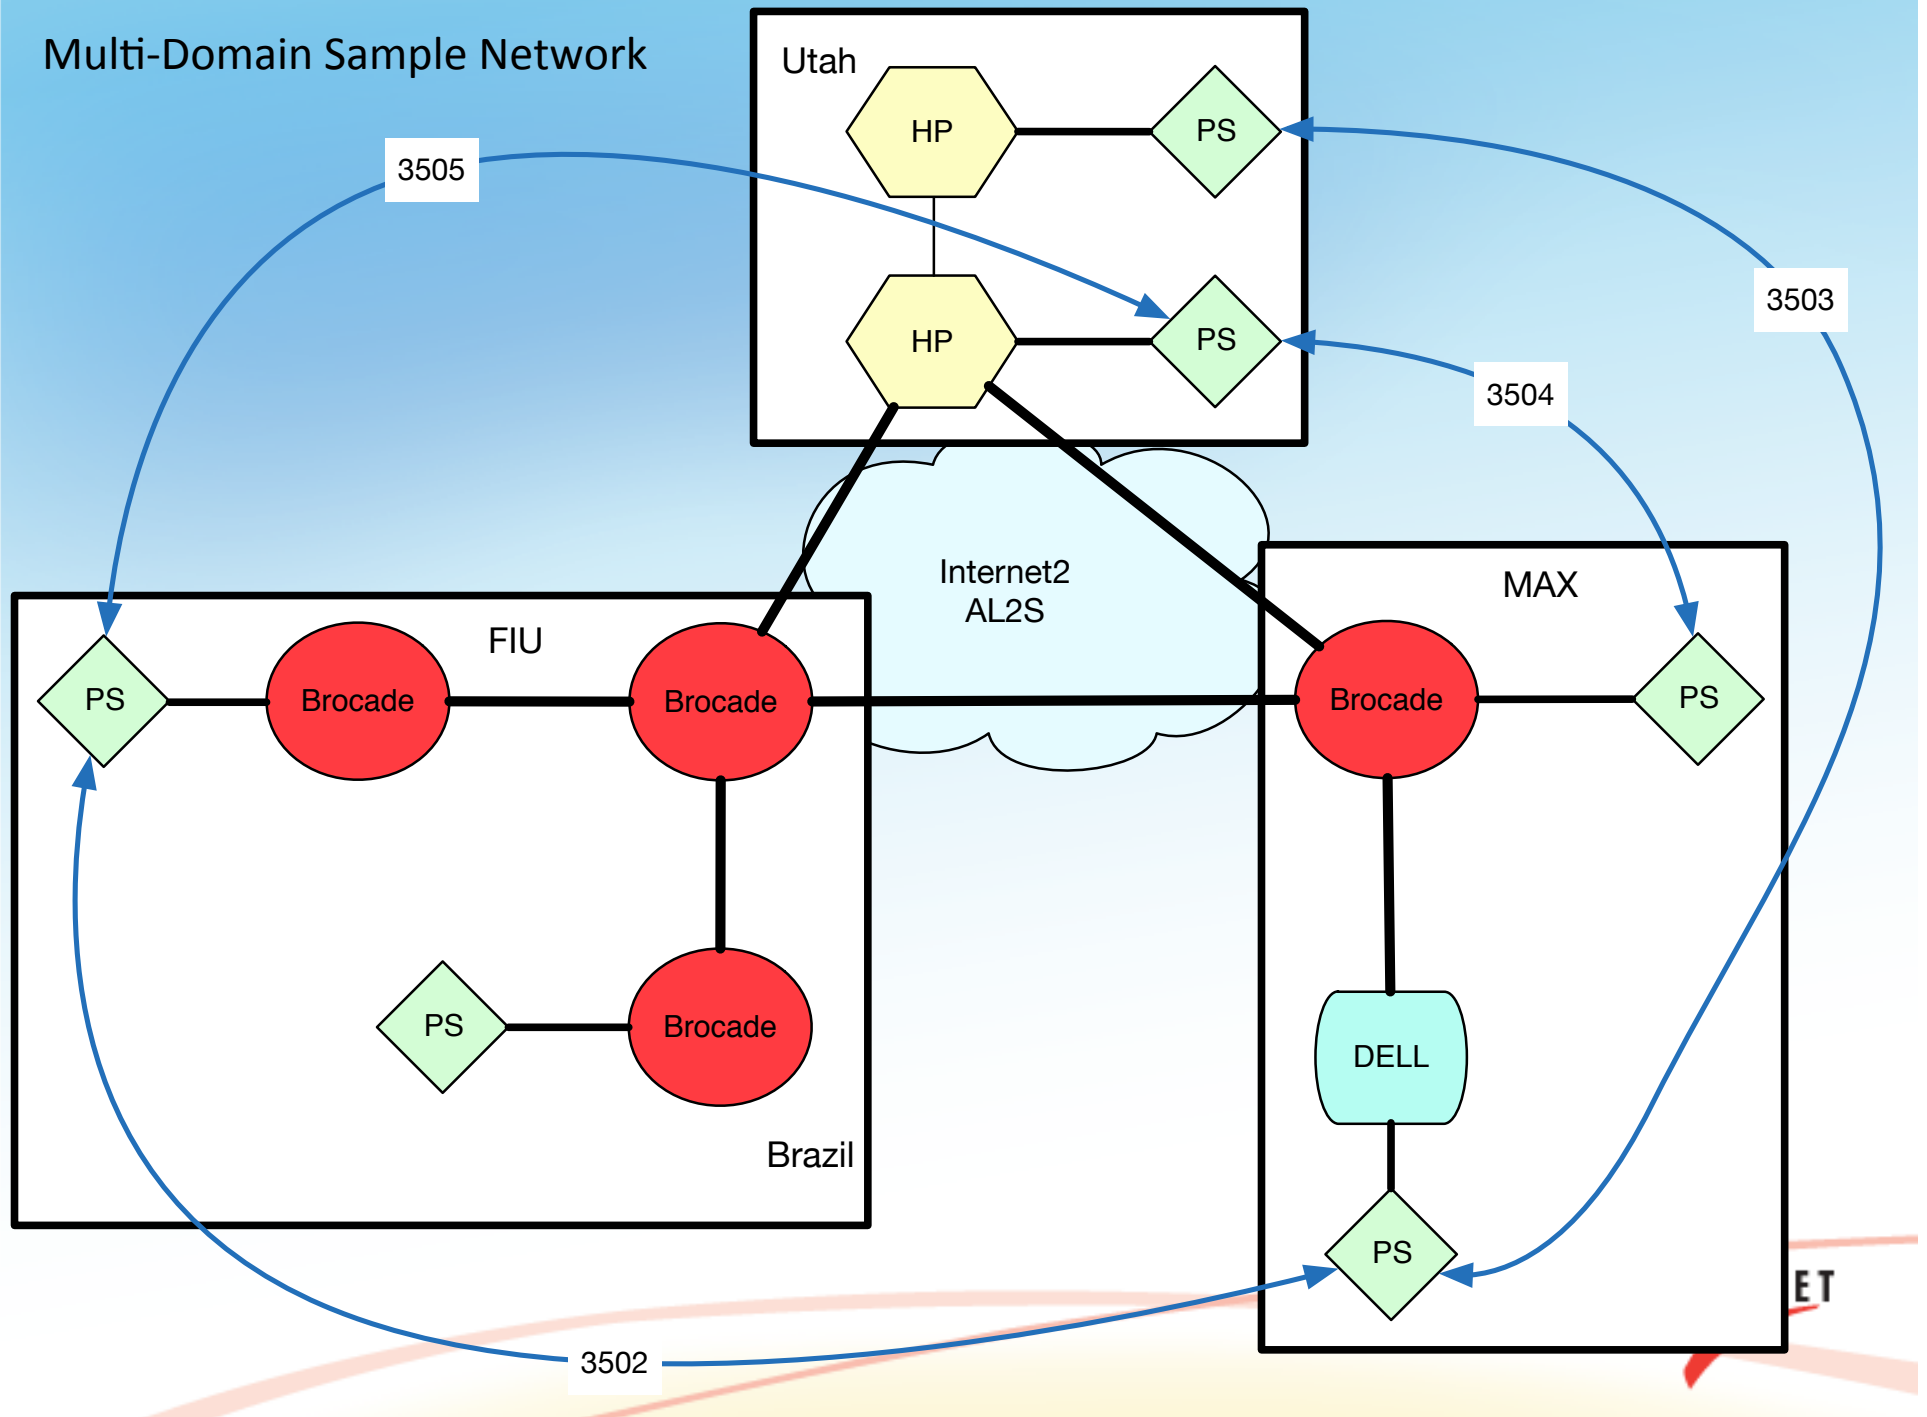 Multi-Domain Sample Network
Utah
HP
PS
3505
3503
HP
PS
3504
Internet2
AL2S
MAX
FIU
PS
Brocade
Brocade
Brocade
PS
PS
Brocade
DELL
Brazil
PS
ET
3502